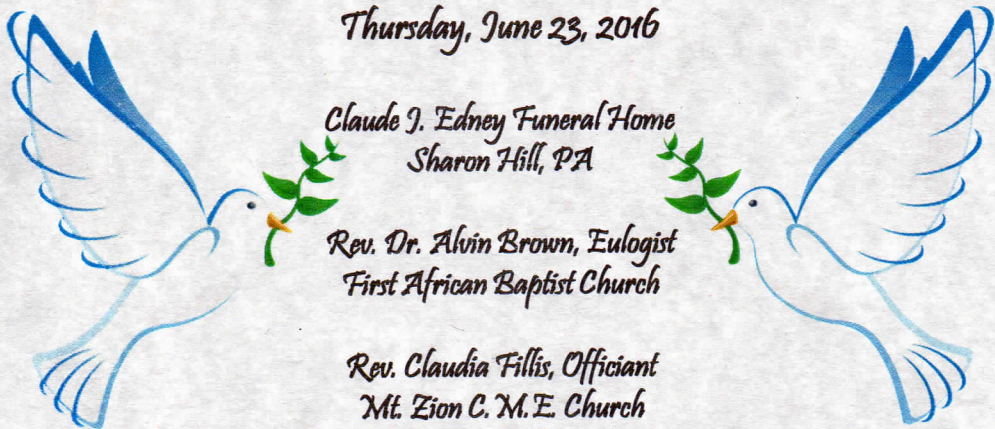 Thursday, June 23, 2016
Claude J. Edney Funeral Home
Sharon Hill, PA
Rev. Dr. Alvin Brown, Eulogist
First African Baptist Church
Rev. Claudia Fillis, Officiant
Mt. Zion C. M. E. Church